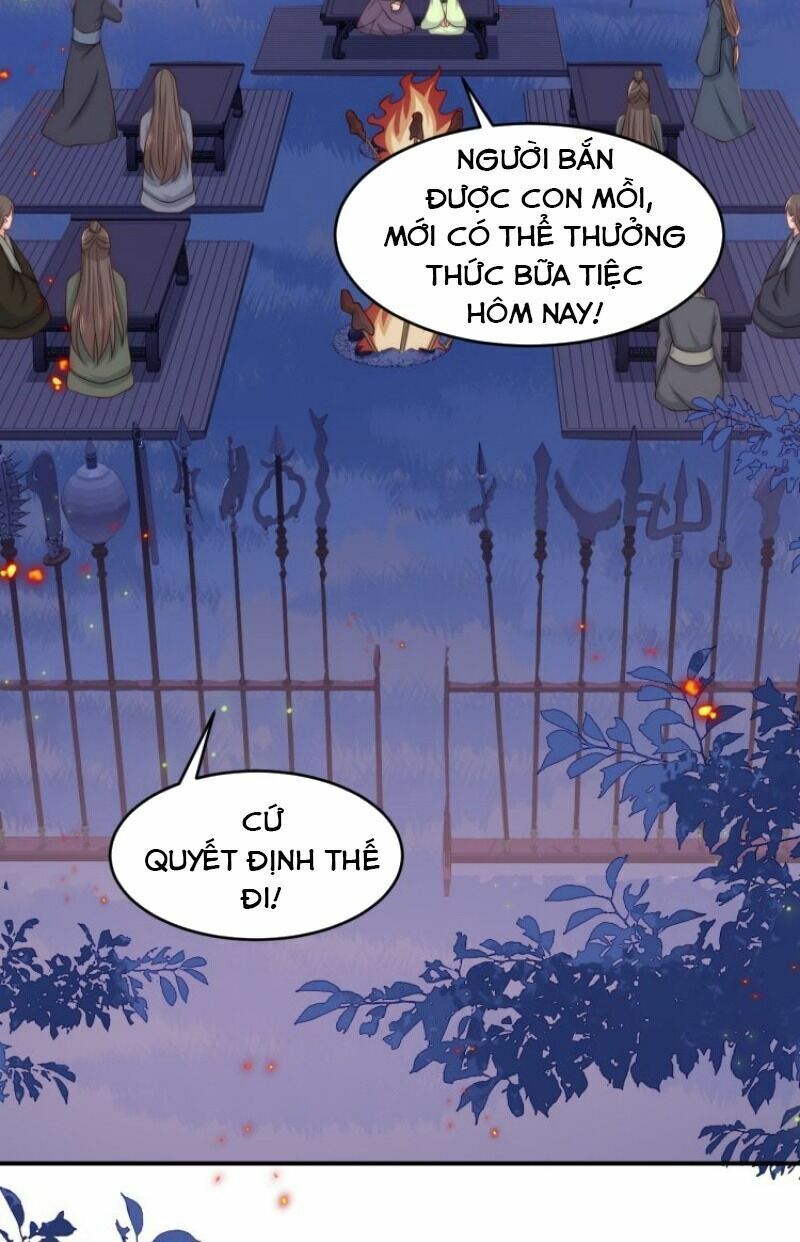 NGƯỜI BẮN
ĐƯỢC CON MỒI,
MỚI CÓ THỂ THƯỞNG
THỨC BỮA TIỆC
HÔM NAY!
CỨ
QUYẾT ĐỊNH THẾ
ĐI!